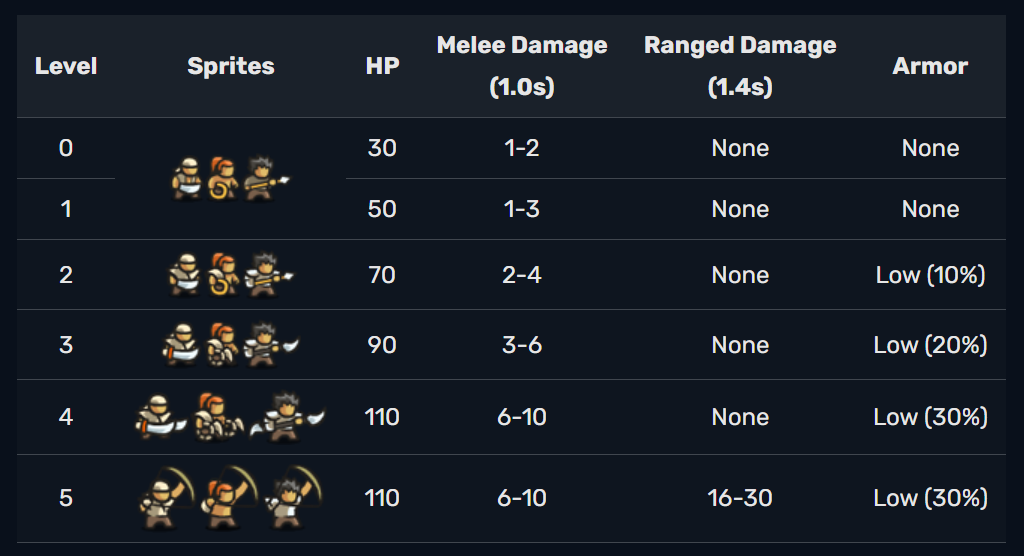 Level Sprites HP Melee Damage (1.0s) Ranged Damage (1.4s) Armor
0 30 1-2 None None
1 50 1-3 None None
2 70 2-4 None Low (10%)
3 90 3-6 None Low (20%)
4 110 6-10 None Low (30%)
5 110 6-10 16-30 Low (30%)